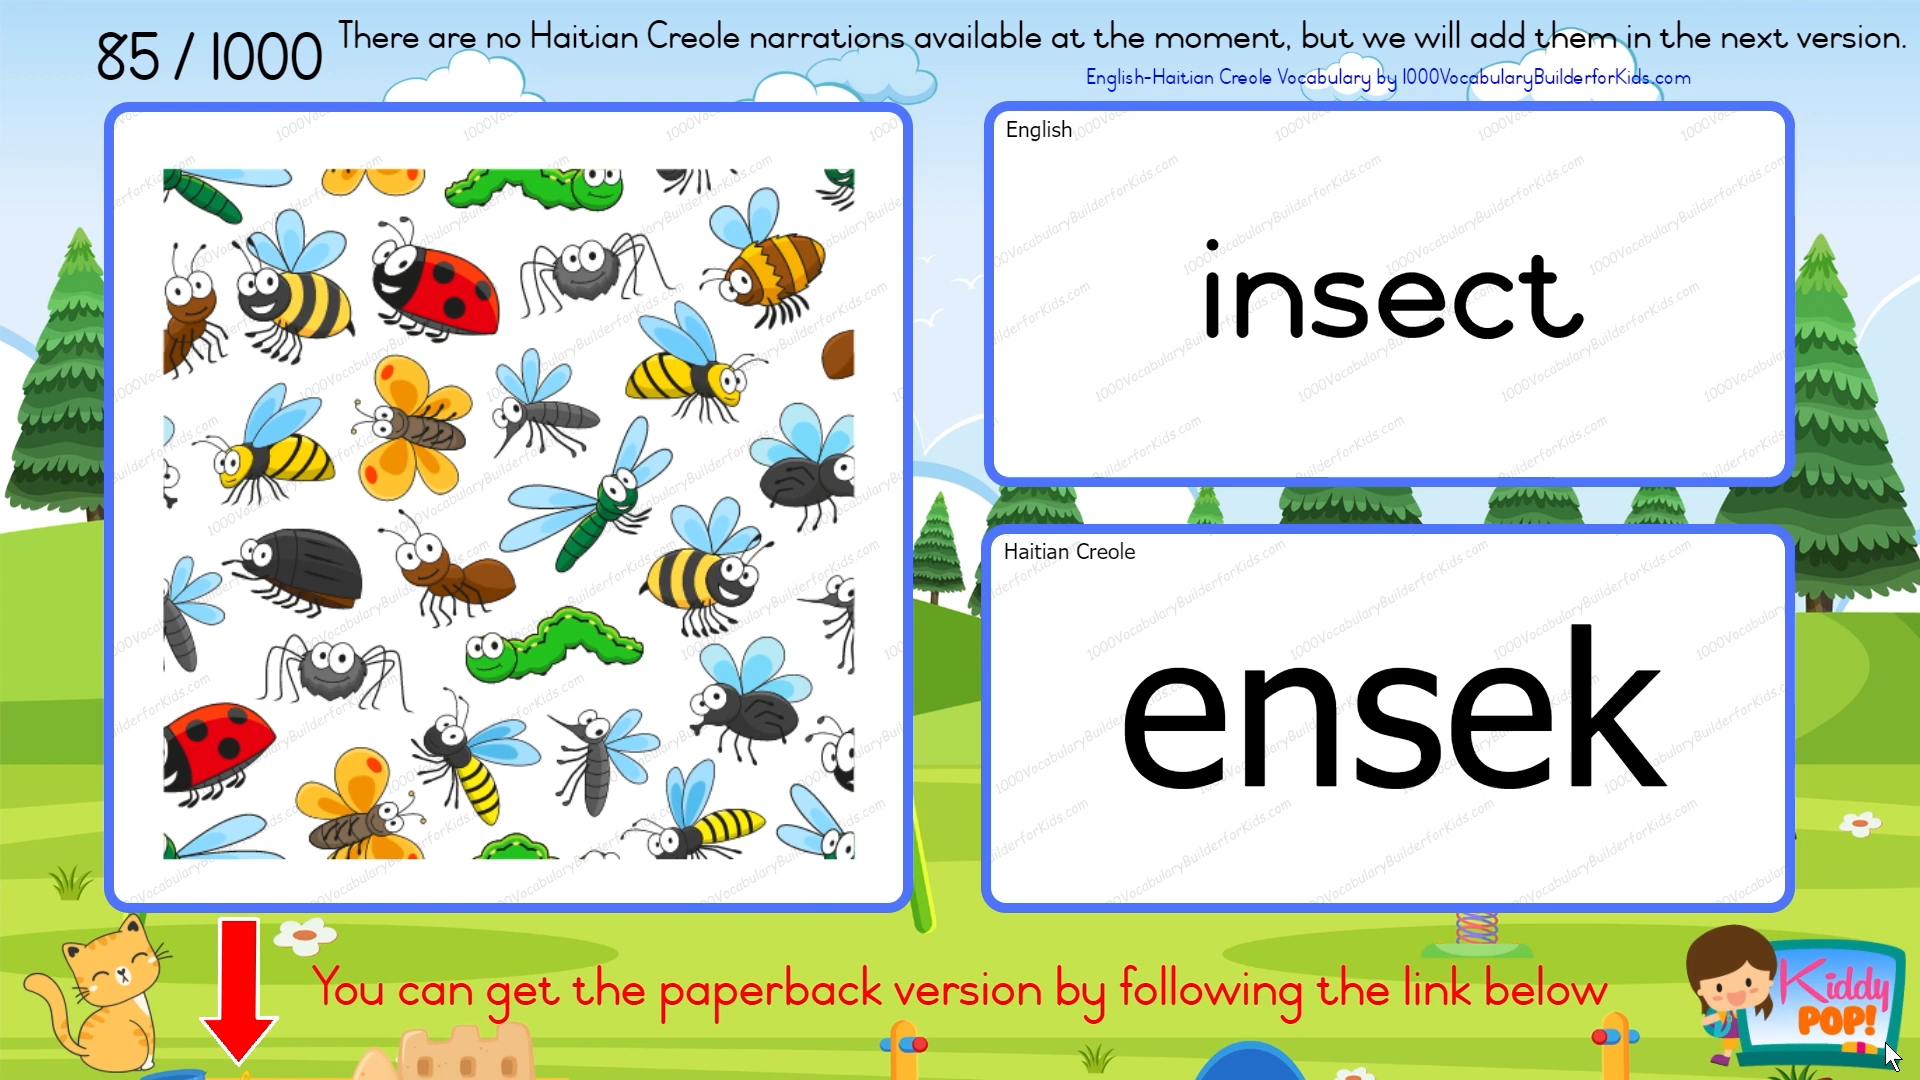 85 / 1000
There are no Haitian Creole narrations available at the moment, but we will add them in the next version.
English-Haitian Creole Vocabulary by 1000VocabularyBuilderforKids.com
English
insect
Haitian Creole
ensek
You can get the paperback version by following the link below
Kiddy
POP!
1000VocabularyBuilderforKids.com